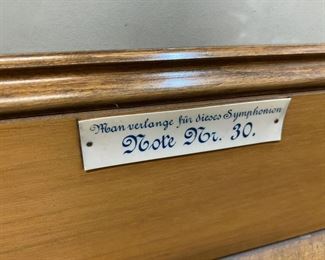 Man verlange für dieses Symphonion
Note Nr. 30.